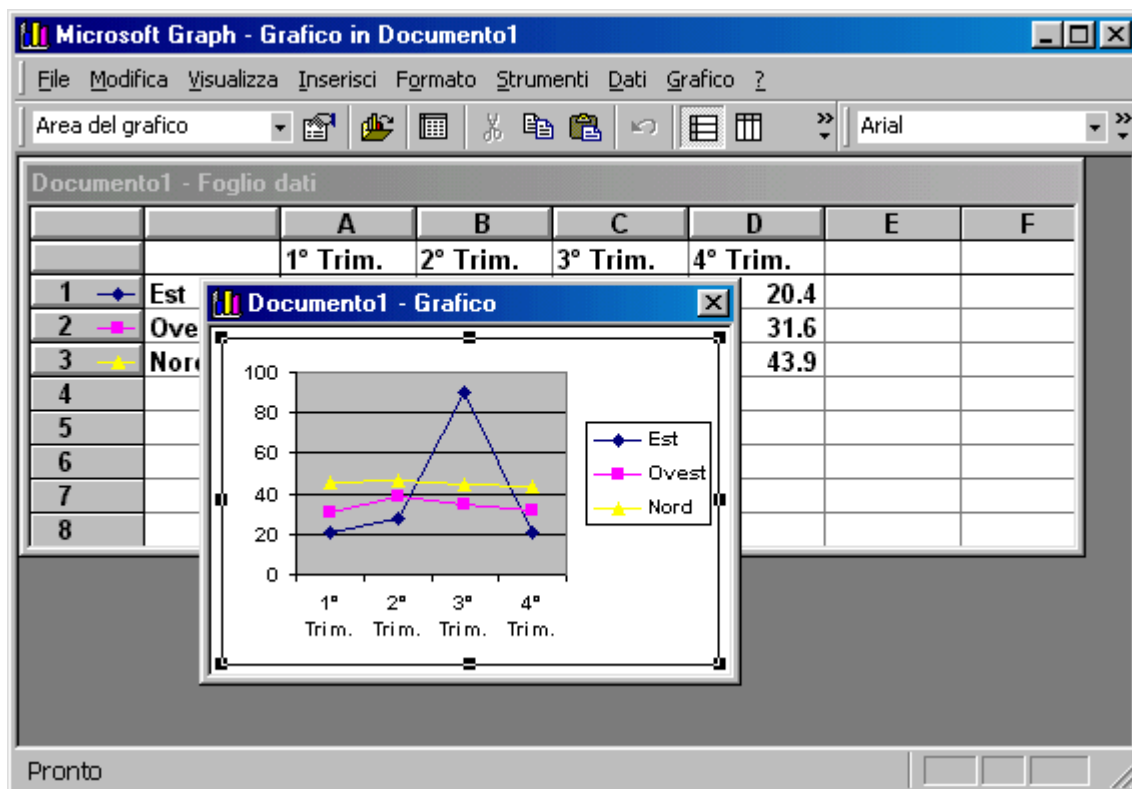 Microsoft Graph - Grafico in Documento1
File Modifica Visualizza Inserisci Formato Strumenti Dati Grafico ?
Area del grafico Arial
Documento1 - Foglio dati
A B C D E F
1° Trim. 2° Trim. 3° Trim. 4° Trim.
1 Est 20.4
2 Ove 31.6
3 Nord 43.9
4
5
6
7
8
Documento1 - Grafico
100
80
60
40
20
0
1° 2° 3° 4°
Trim. Trim. Trim. Trim.
Est
Ovest
Nord
Pronto